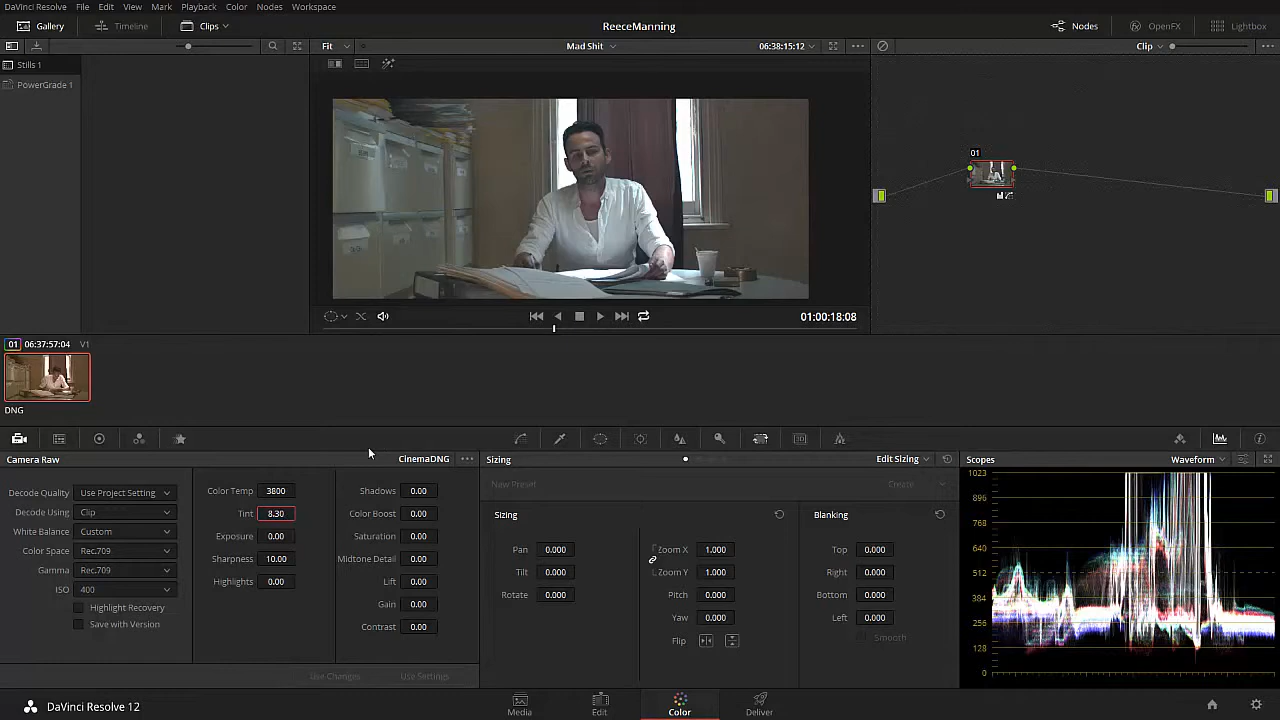 DaVinci Resolve File Edit View Mark Playback Color Nodes Workspace
Gallery Timeline Clips ReeceManning Nodes OpenFX Lightbox
Fit Mad Shit 06:38:15:12 Clip
Stills 1
PowerGrade 1
01
01:00:18:08
01 06:37:57:04 V1
DNG
Camera Raw CinemaDNG
Decode Quality Use Project Setting
Decode Using Clip
White Balance Custom
Color Space Rec.709
Gamma Rec.709
ISO 400
Highlight Recovery
Save with Version
Color Temp 3800
Tint 8.30
Exposure 0.00
Sharpness 10.00
Highlights 0.00
Shadows 0.00
Color Boost 0.00
Saturation 0.00
Midtone Detail 0.00
Lift 0.00
Gain 0.00
Contrast 0.00
Use Changes Use Settings
Sizing Edit Sizing
New Preset Create
Sizing
Pan 0.000
Tilt 0.000
Rotate 0.000
Zoom X 1.000
Zoom Y 1.000
Pitch 0.000
Yaw 0.000
Flip
Blanking
Top 0.000
Right 0.000
Bottom 0.000
Left 0.000
Smooth
Scopes Waveform
1023
896
768
640
512
384
256
128
0
DaVinci Resolve 12
Media Edit Color Deliver